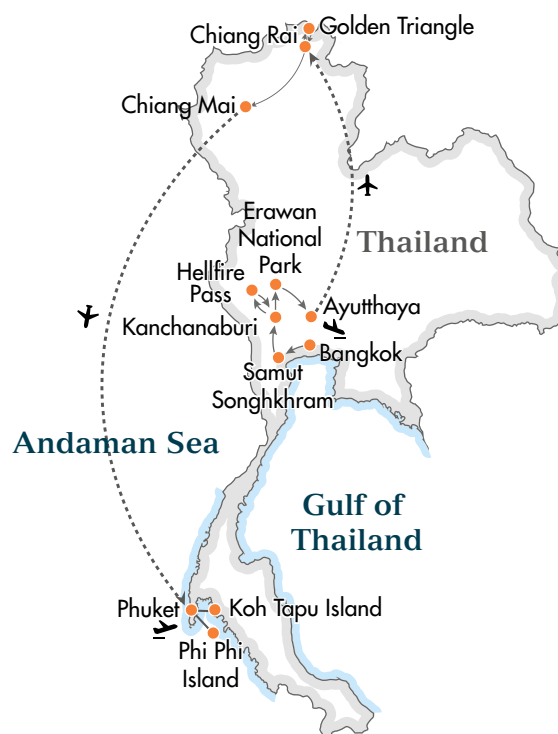 Golden Triangle
Chiang Rai
Chiang Mai
Erawan
National
Park
Thailand
Hellfire
Pass
Ayutthaya
Kanchanaburi
Bangkok
Samut
Songhkhram
Andaman Sea
Gulf of
Thailand
Phuket
Koh Tapu Island
Phi Phi
Island